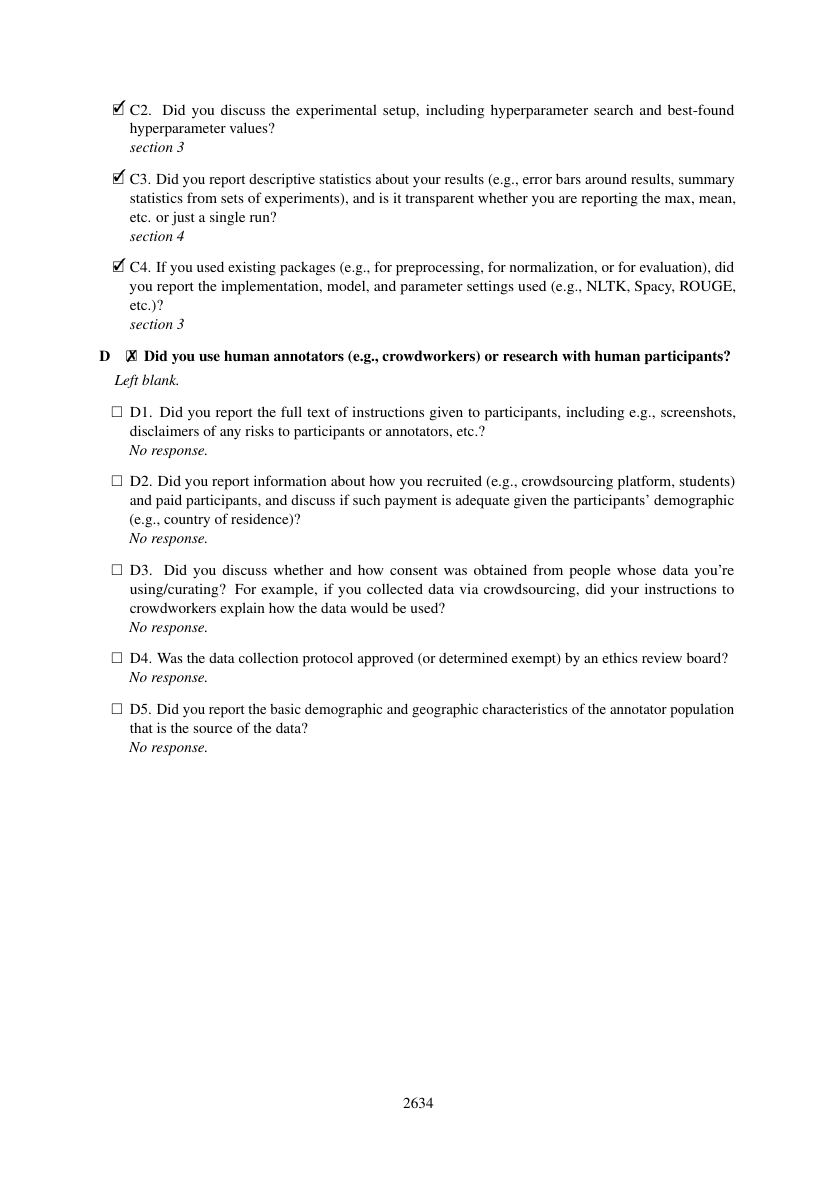 ☑ C2. Did you discuss the experimental setup, including hyperparameter search and best-found
hyperparameter values?
section 3
☑ C3. Did you report descriptive statistics about your results (e.g., error bars around results, summary
statistics from sets of experiments), and is it transparent whether you are reporting the max, mean,
etc. or just a single run?
section 4
☑ C4. If you used existing packages (e.g., for preprocessing, for normalization, or for evaluation), did
you report the implementation, model, and parameter settings used (e.g., NLTK, Spacy, ROUGE,
etc.)?
section 3
D ☒ Did you use human annotators (e.g., crowdworkers) or research with human participants?
Left blank.
☐ D1. Did you report the full text of instructions given to participants, including e.g., screenshots,
disclaimers of any risks to participants or annotators, etc.?
No response.
☐ D2. Did you report information about how you recruited (e.g., crowdsourcing platform, students)
and paid participants, and discuss if such payment is adequate given the participants’ demographic
(e.g., country of residence)?
No response.
☐ D3. Did you discuss whether and how consent was obtained from people whose data you’re
using/curating? For example, if you collected data via crowdsourcing, did your instructions to
crowdworkers explain how the data would be used?
No response.
☐ D4. Was the data collection protocol approved (or determined exempt) by an ethics review board?
No response.
☐ D5. Did you report the basic demographic and geographic characteristics of the annotator population
that is the source of the data?
No response.
2634